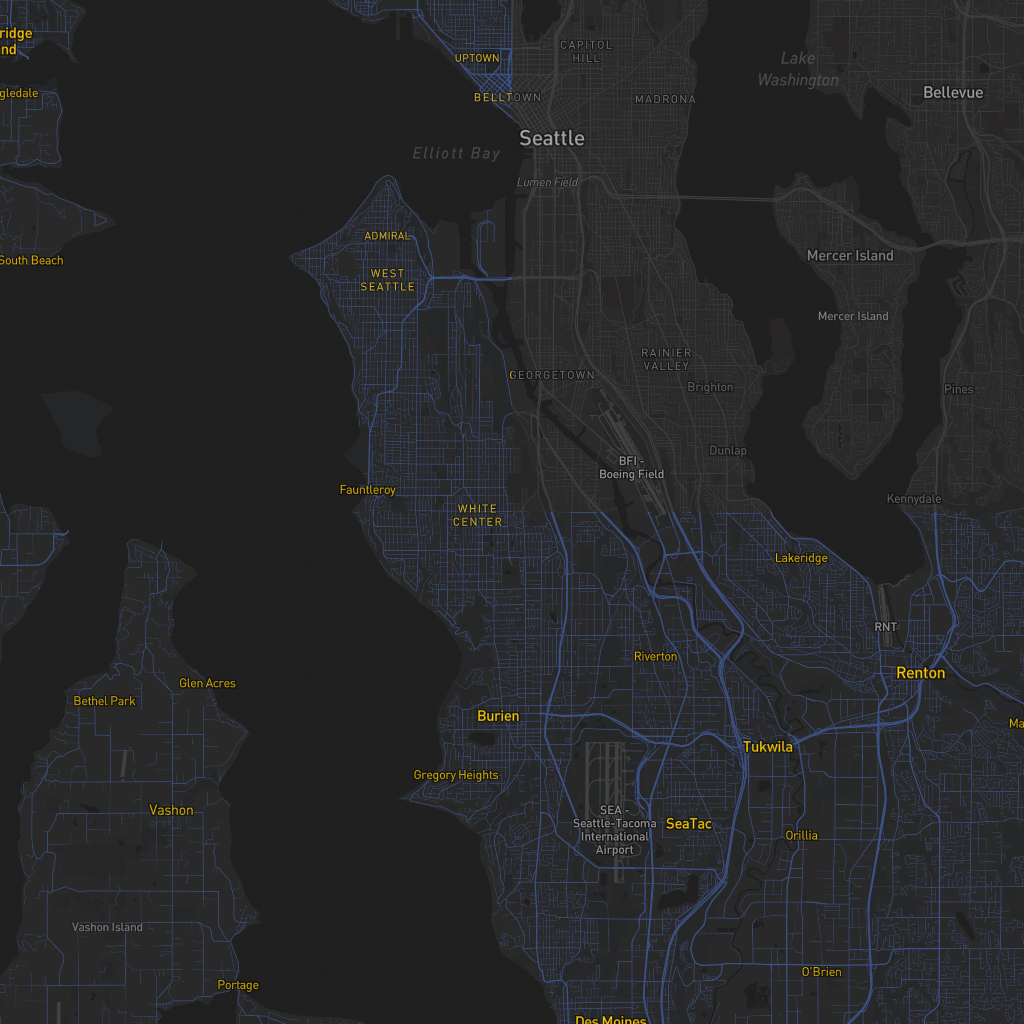 ridge
nd
UPTOWN
CAPITOL
HILL
Lake
Washington
gledale
BELLTOWN
MADRONA
Bellevue
Seattle
Elliott Bay
Lumen Field
ADMIRAL
South Beach
WEST
SEATTLE
Mercer Island
Mercer Island
RAINIER
VALLEY
GEORGETOWN
Brighton
Pines
Dunlap
BFI -
Boeing Field
Fauntleroy
Kennydale
WHITE
CENTER
Lakeridge
RNT
Riverton
Renton
Glen Acres
Bethel Park
Burien
Ma
Tukwila
Gregory Heights
Vashon
SEA -
Seattle-Tacoma
International
Airport
SeaTac
Orillia
Vashon Island
O'Brien
Portage
Des Moines